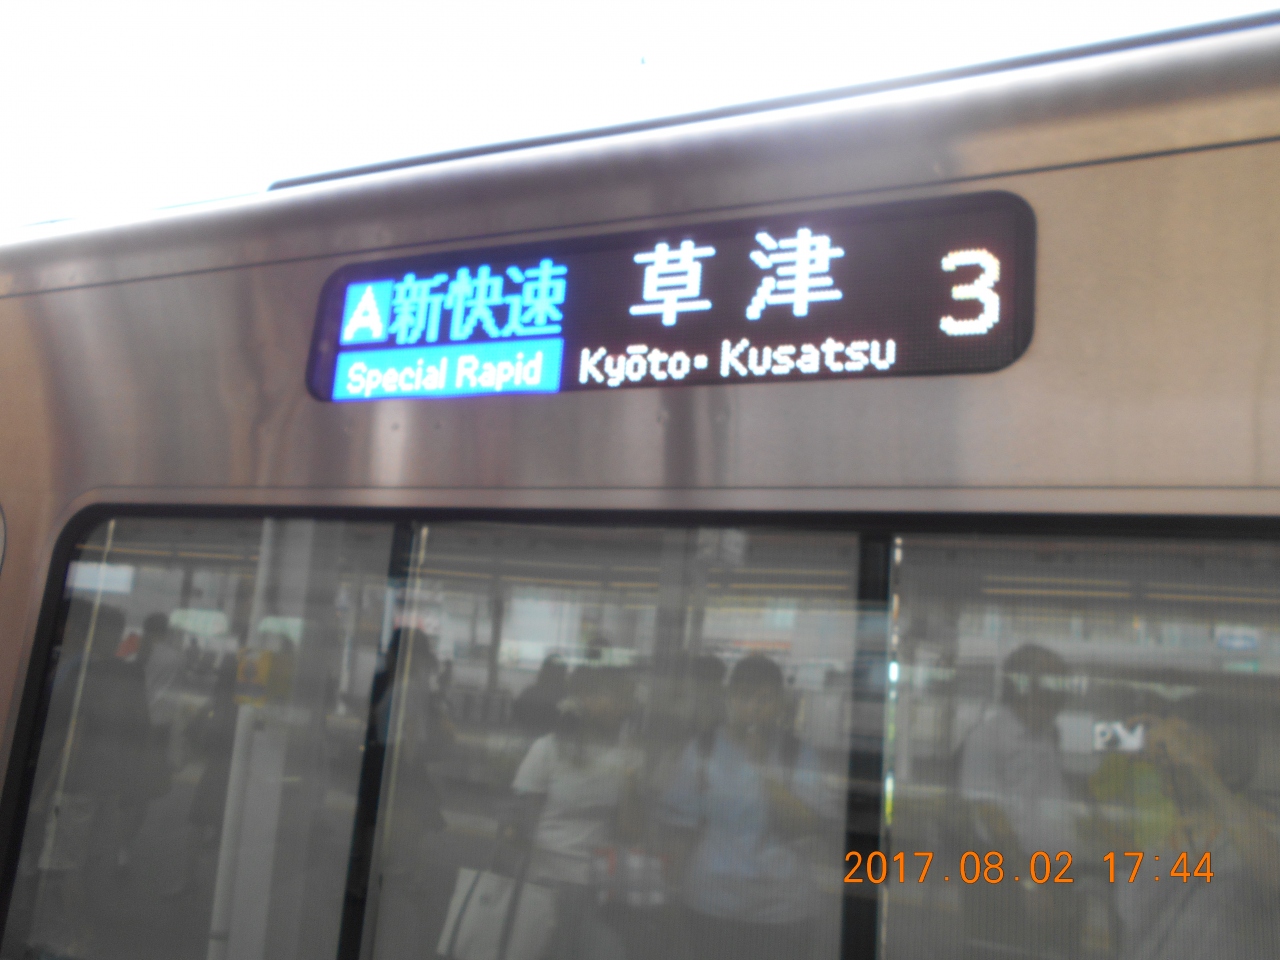 A新快速 草津 3
Special Rapid Kyōto・Kusatsu
2017.08.02 17:44